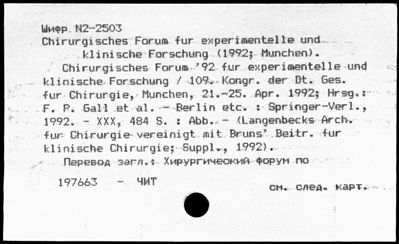 Шифр N2-2503
Chirurgisches Forum fur experimentelle und
klinische Forschung (1992; Munchen).
Chirurgisches Forum '92 fur experimentelle und
klinische Forschung / 109. Kongr. der Dt. Ges.
fur Chirurgie, Munchen, 21.-25. Apr. 1992; Hrsg.:
F. P. Gall et al. - Berlin etc. : Springer-Verl.,
1992. - XXX, 484 S. : Abb. - (Langenbecks Arch.
fur Chirurgie vereinigt mit Bruns' Beitr. fur
klinische Chirurgie; Suppl., 1992).
Перевод загл.: Хирургический форум по
197663 - ЧИТ
см. след. карт.